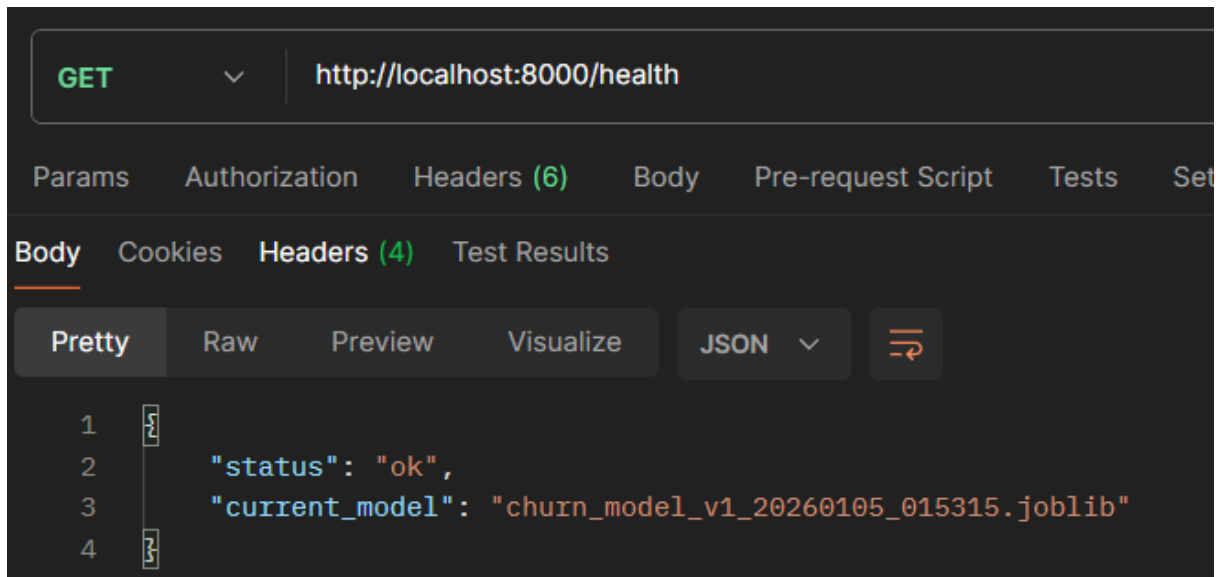 GET http://localhost:8000/health
Params Authorization Headers (6) Body Pre-request Script Tests Set
Body Cookies Headers (4) Test Results
Pretty Raw Preview Visualize JSON
1 {
2 "status": "ok",
3 "current_model": "churn_model_v1_20260105_015315.joblib"
4 }